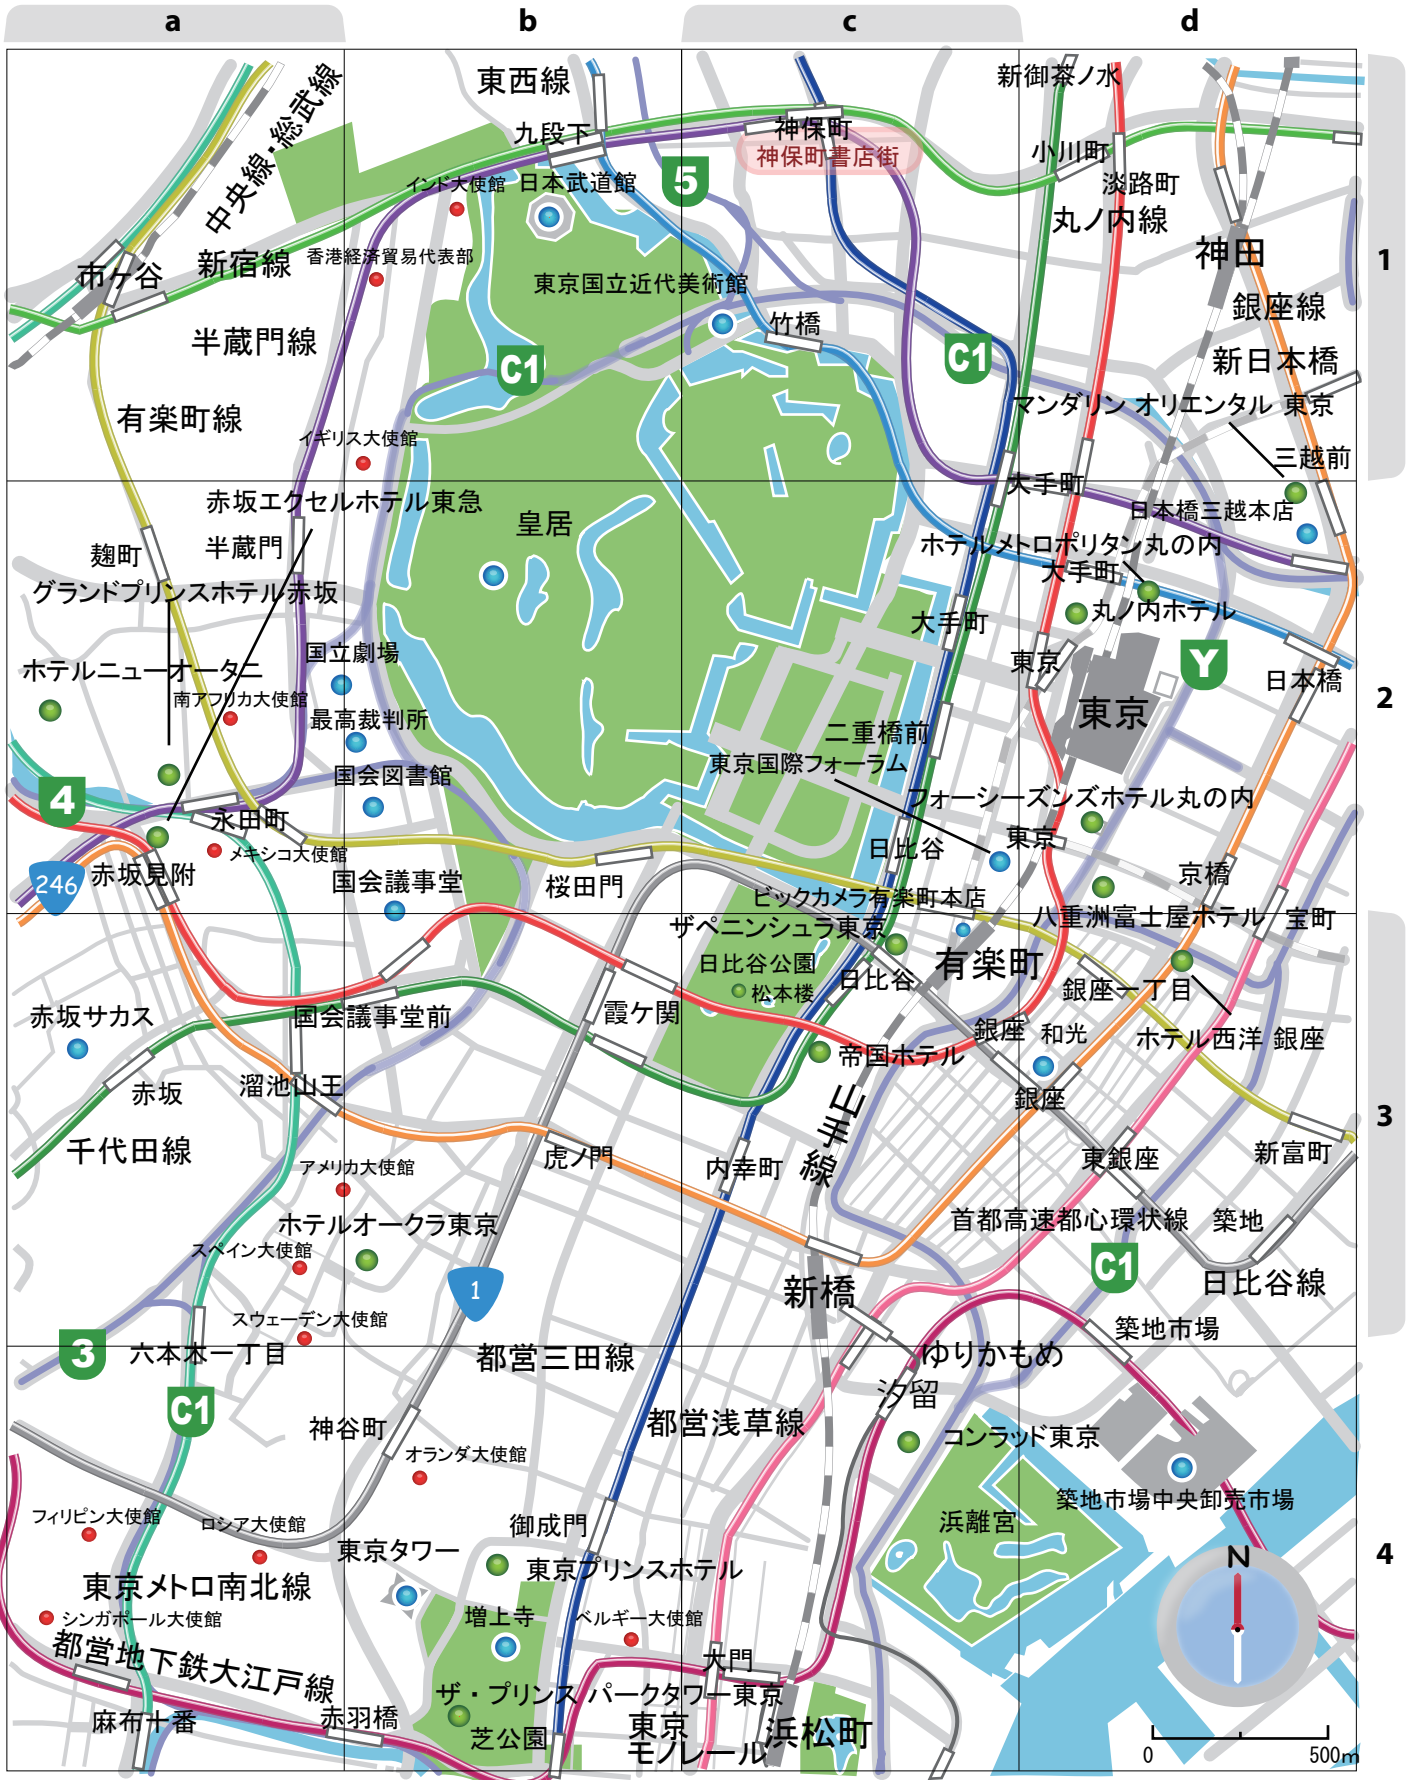 a
b
c
d
東西線
新御茶ノ水
中央線・総武線
九段下
神保町
神保町書店街
小川町
5
インド大使館
日本武道館
淡路町
丸ノ内線
神田
1
市ヶ谷
新宿線
香港経済貿易代表部
東京国立近代美術館
銀座線
竹橋
半蔵門線
C1
C1
新日本橋
有楽町線
マンダリン オリエンタル 東京
イギリス大使館
三越前
大手町
赤坂エクセルホテル東急
日本橋三越本店
皇居
麹町
半蔵門
ホテルメトロポリタン丸の内
大手町
グランドプリンスホテル赤坂
丸ノ内ホテル
大手町
国立劇場
東京
Y
ホテルニューオータニ
南アフリカ大使館
日本橋
2
最高裁判所
二重橋前
東京
国会図書館
東京国際フォーラム
4
フォーシーズンズホテル丸の内
永田町
メキシコ大使館
日比谷
東京
246
赤坂見附
国会議事堂
桜田門
京橋
ビックカメラ有楽町本店
八重洲富士屋ホテル
宝町
ザペニンシュラ東京
日比谷公園
日比谷
有楽町
松本楼
銀座一丁目
赤坂サカス
国会議事堂前
霞ケ関
銀座
和光
ホテル西洋 銀座
帝国ホテル
赤坂
溜池山王
銀座
山手線
3
千代田線
アメリカ大使館
虎ノ門
内幸町
東銀座
新富町
ホテルオークラ東京
首都高速都心環状線
築地
スペイン大使館
C1
1
新橋
日比谷線
スウェーデン大使館
築地市場
3
六本木一丁目
都営三田線
ゆりかもめ
汐留
C1
神谷町
都営浅草線
コンラッド東京
オランダ大使館
築地市場中央卸売市場
フィリピン大使館
ロシア大使館
御成門
浜離宮
東京タワー
東京プリンスホテル
N
4
東京メトロ南北線
シンガポール大使館
増上寺
ベルギー大使館
都営地下鉄大江戸線
大門
ザ・プリンス パークタワー東京
麻布十番
赤羽橋
芝公園
東京
モノレール
浜松町
0
500m